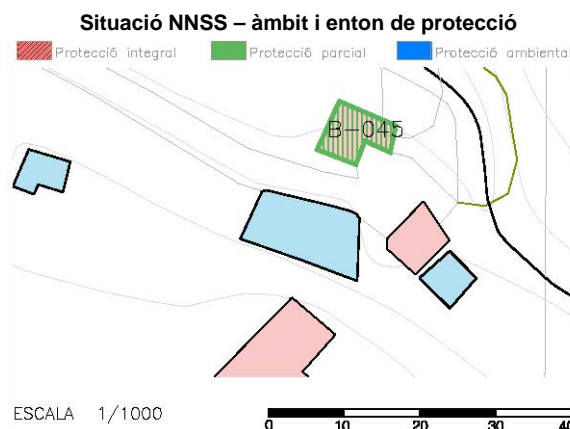 Situació NNSS – àmbit i enton de protecció
Protecció integral Protecció parcial Protecció ambiental
B-045
ESCALA 1/1000
0 10 20 30 40